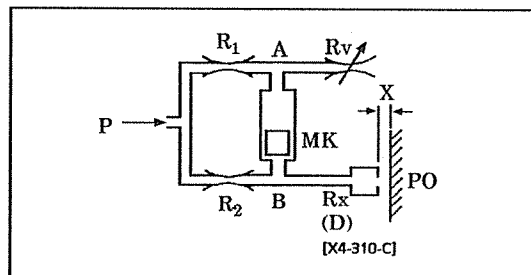 R₁ A Rv
X
P
MK
PO
R₂ B Rx
(D)
[X4-310-C]